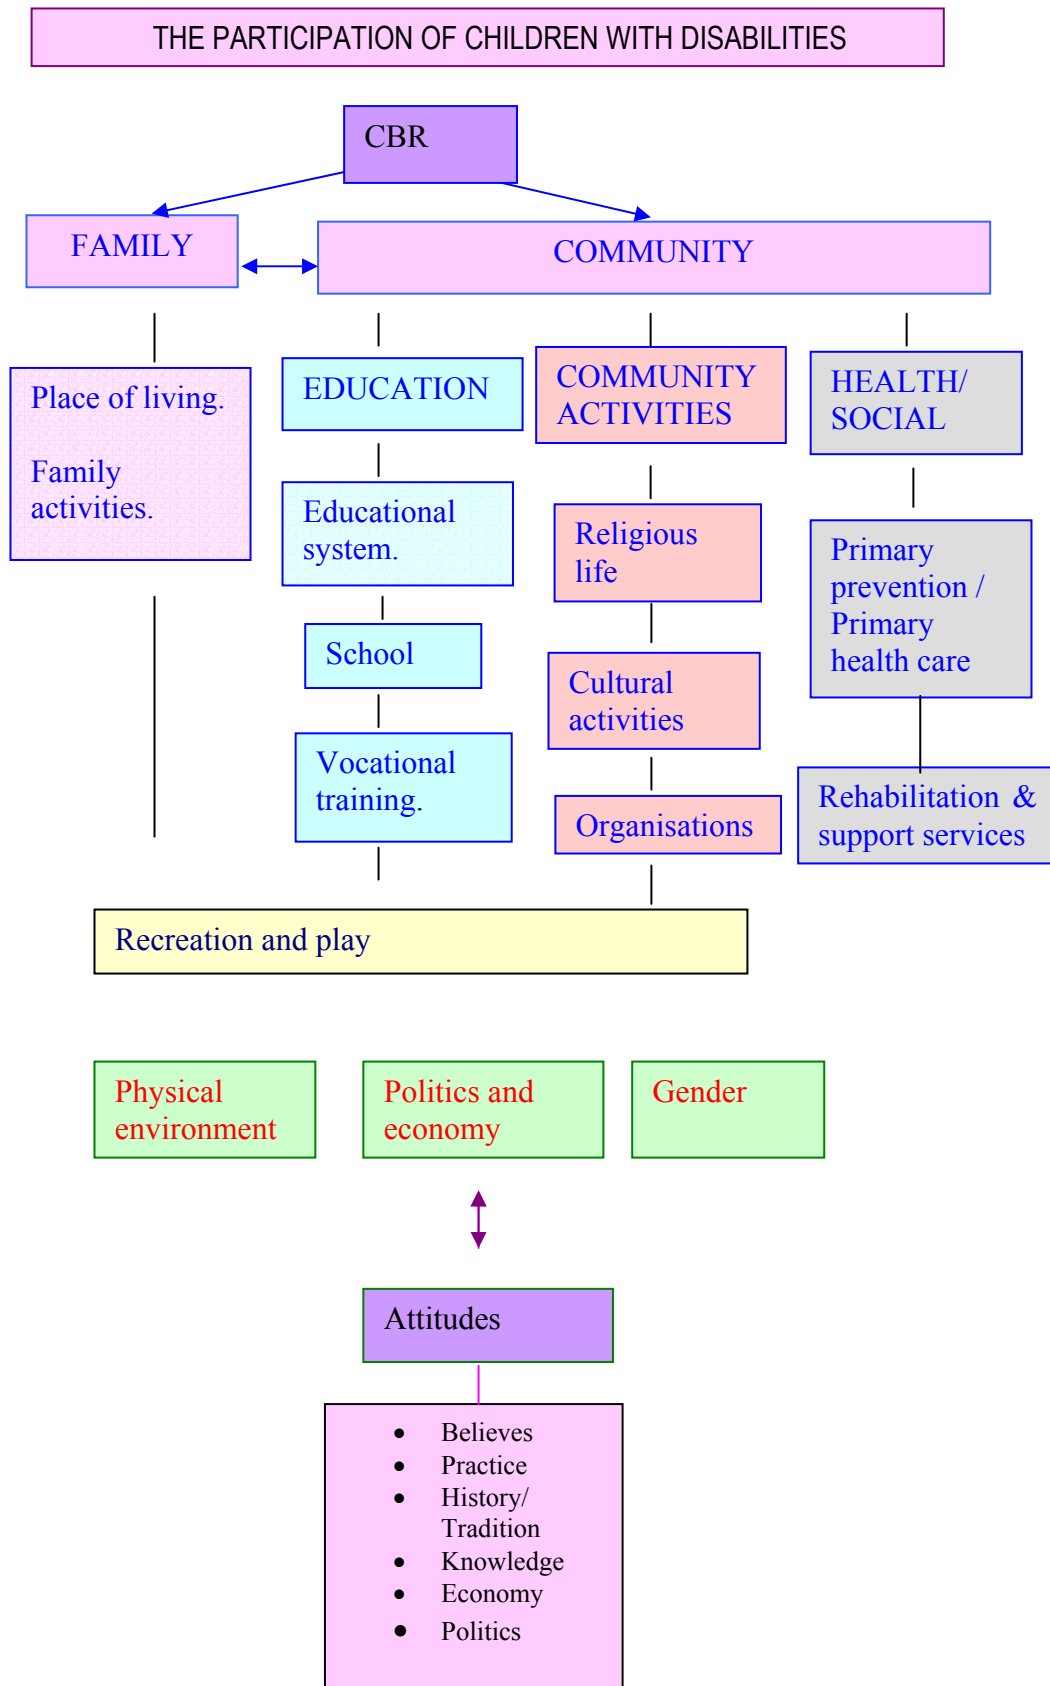 THE PARTICIPATION OF CHILDREN WITH DISABILITIES
CBR
FAMILY
COMMUNITY
Place of living.
Family
activities.
EDUCATION
Educational
system.
School
Vocational
training.
COMMUNITY
ACTIVITIES
Religious
life
Cultural
activities
Organisations
HEALTH/
SOCIAL
Primary
prevention /
Primary
health care
Rehabilitation &
support services
Recreation and play
Physical
environment
Politics and
economy
Gender
Attitudes
• Believes
• Practice
• History/
Tradition
• Knowledge
• Economy
• Politics